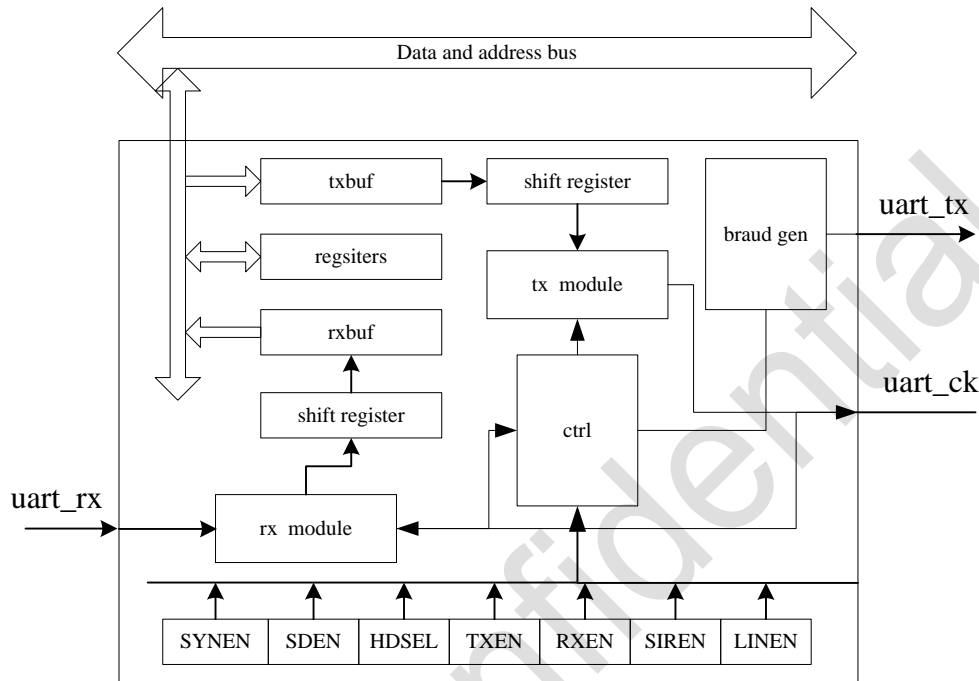 Data and address bus
txbuf
shift register
braud gen
uart_tx
regsiters
tx module
rxbuf
uart_ck
shift register
ctrl
uart_rx
rx module
SYNEN SDEN HDSEL TXEN RXEN SIREN LINEN